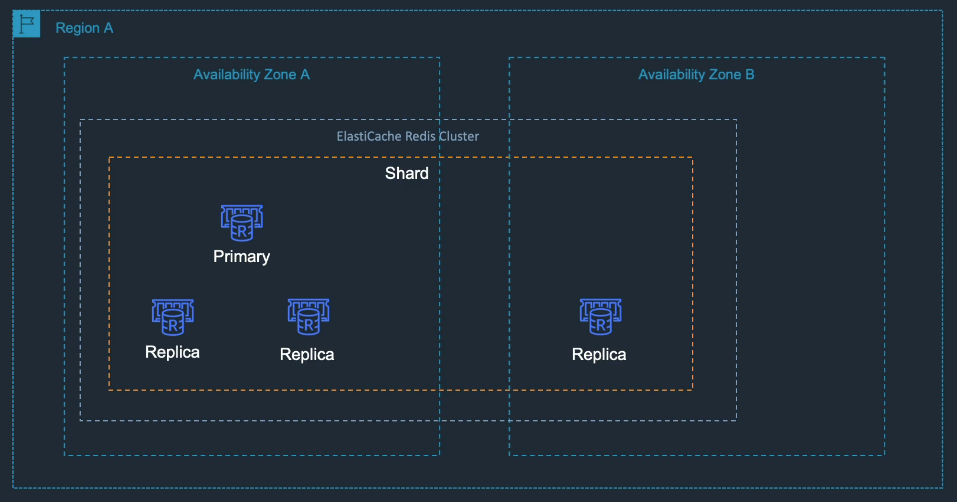 Region A
Availability Zone A
Availability Zone B
ElastiCache Redis Cluster
Shard
R
Primary
R
R
R
Replica
Replica
Replica